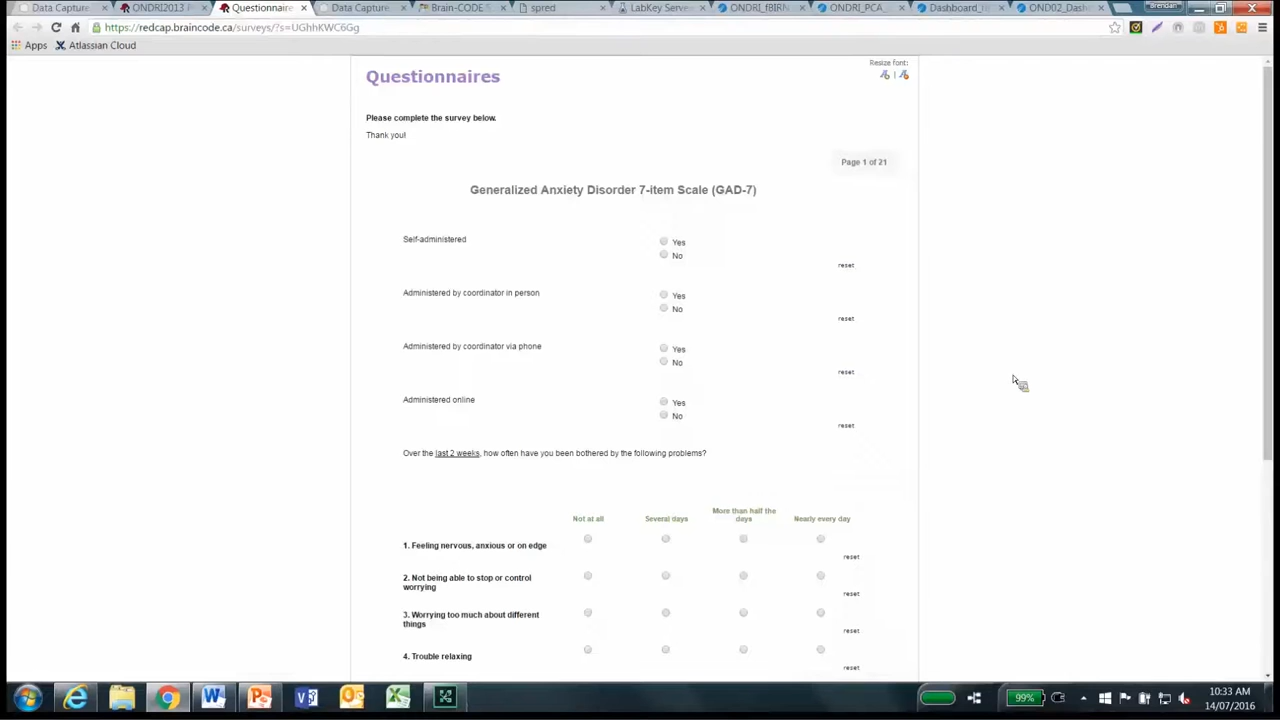 Data Capture
ONDRI2013
Questionnaires
Data Capture
Brain-CODE
spred
LabKey Server
ONDRI_fBIRN
ONDRI_PCA_
Dashboard_
OND02_Dash
Brendan
https://redcap.braincode.ca/surveys/?s=UGhhKWC6Gg
Apps Atlassian Cloud
Resize font:
Questionnaires
Please complete the survey below.
Thank you!
Page 1 of 21
Generalized Anxiety Disorder 7-item Scale (GAD-7)
Self-administered
Yes
No
reset
Administered by coordinator in person
Yes
No
reset
Administered by coordinator via phone
Yes
No
reset
Administered online
Yes
No
reset
Over the last 2 weeks, how often have you been bothered by the following problems?
Not at all
Several days
More than half the
days
Nearly every day
1. Feeling nervous, anxious or on edge
reset
2. Not being able to stop or control
worrying
reset
3. Worrying too much about different
things
reset
4. Trouble relaxing
reset
99%
10:33 AM
14/07/2016